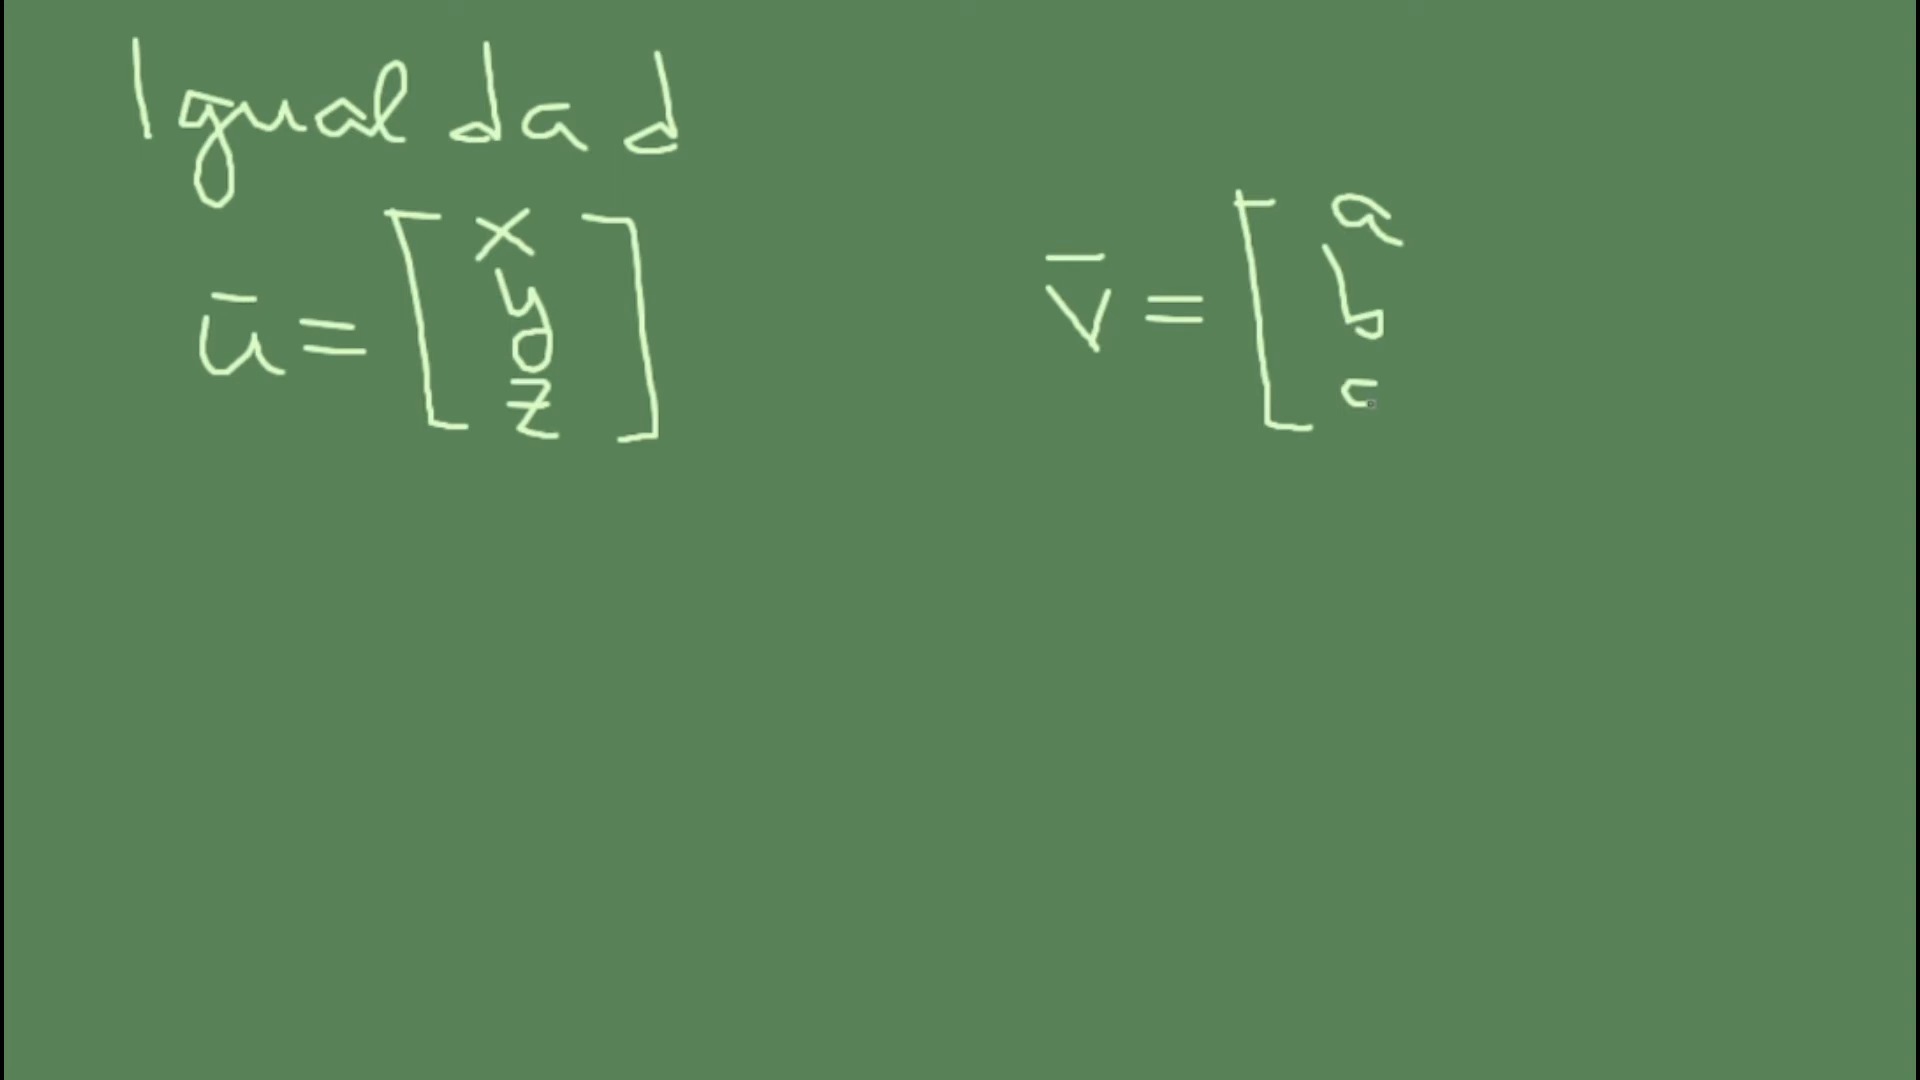 Igualdad
ū = [x y z]
v̄ = [a b c